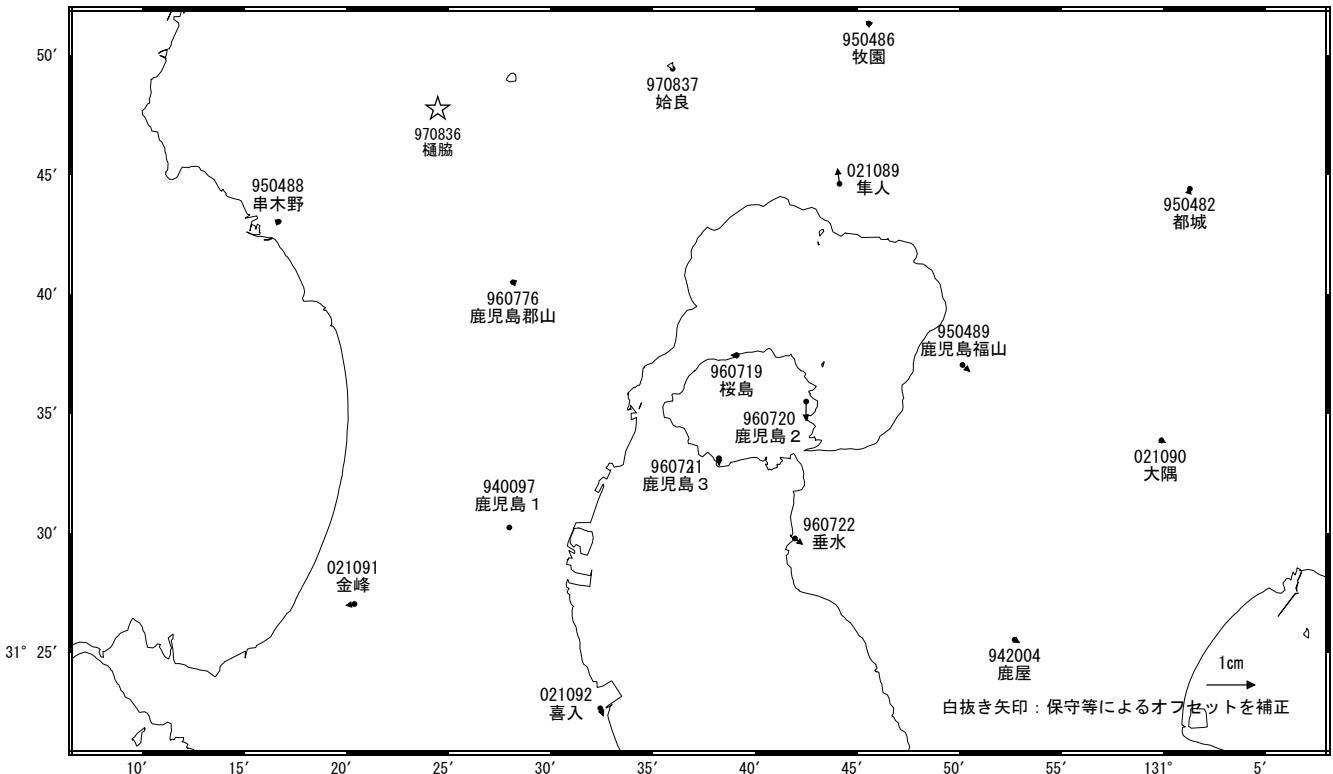 50′
950486
牧園
970837
姶良
970836
樋脇
45′
950488
串木野
021089
隼人
950482
都城
40′
960776
鹿児島郡山
950489
鹿児島福山
960719
桜島
35′
960720
鹿児島２
960721
鹿児島３
021090
大隅
940097
鹿児島１
30′
960722
垂水
021091
金峰
31° 25′
942004
鹿屋
1cm
021092
喜入
白抜き矢印：保守等によるオフセットを補正
10′ 15′ 20′ 25′ 30′ 35′ 40′ 45′ 50′ 55′ 131° 5′